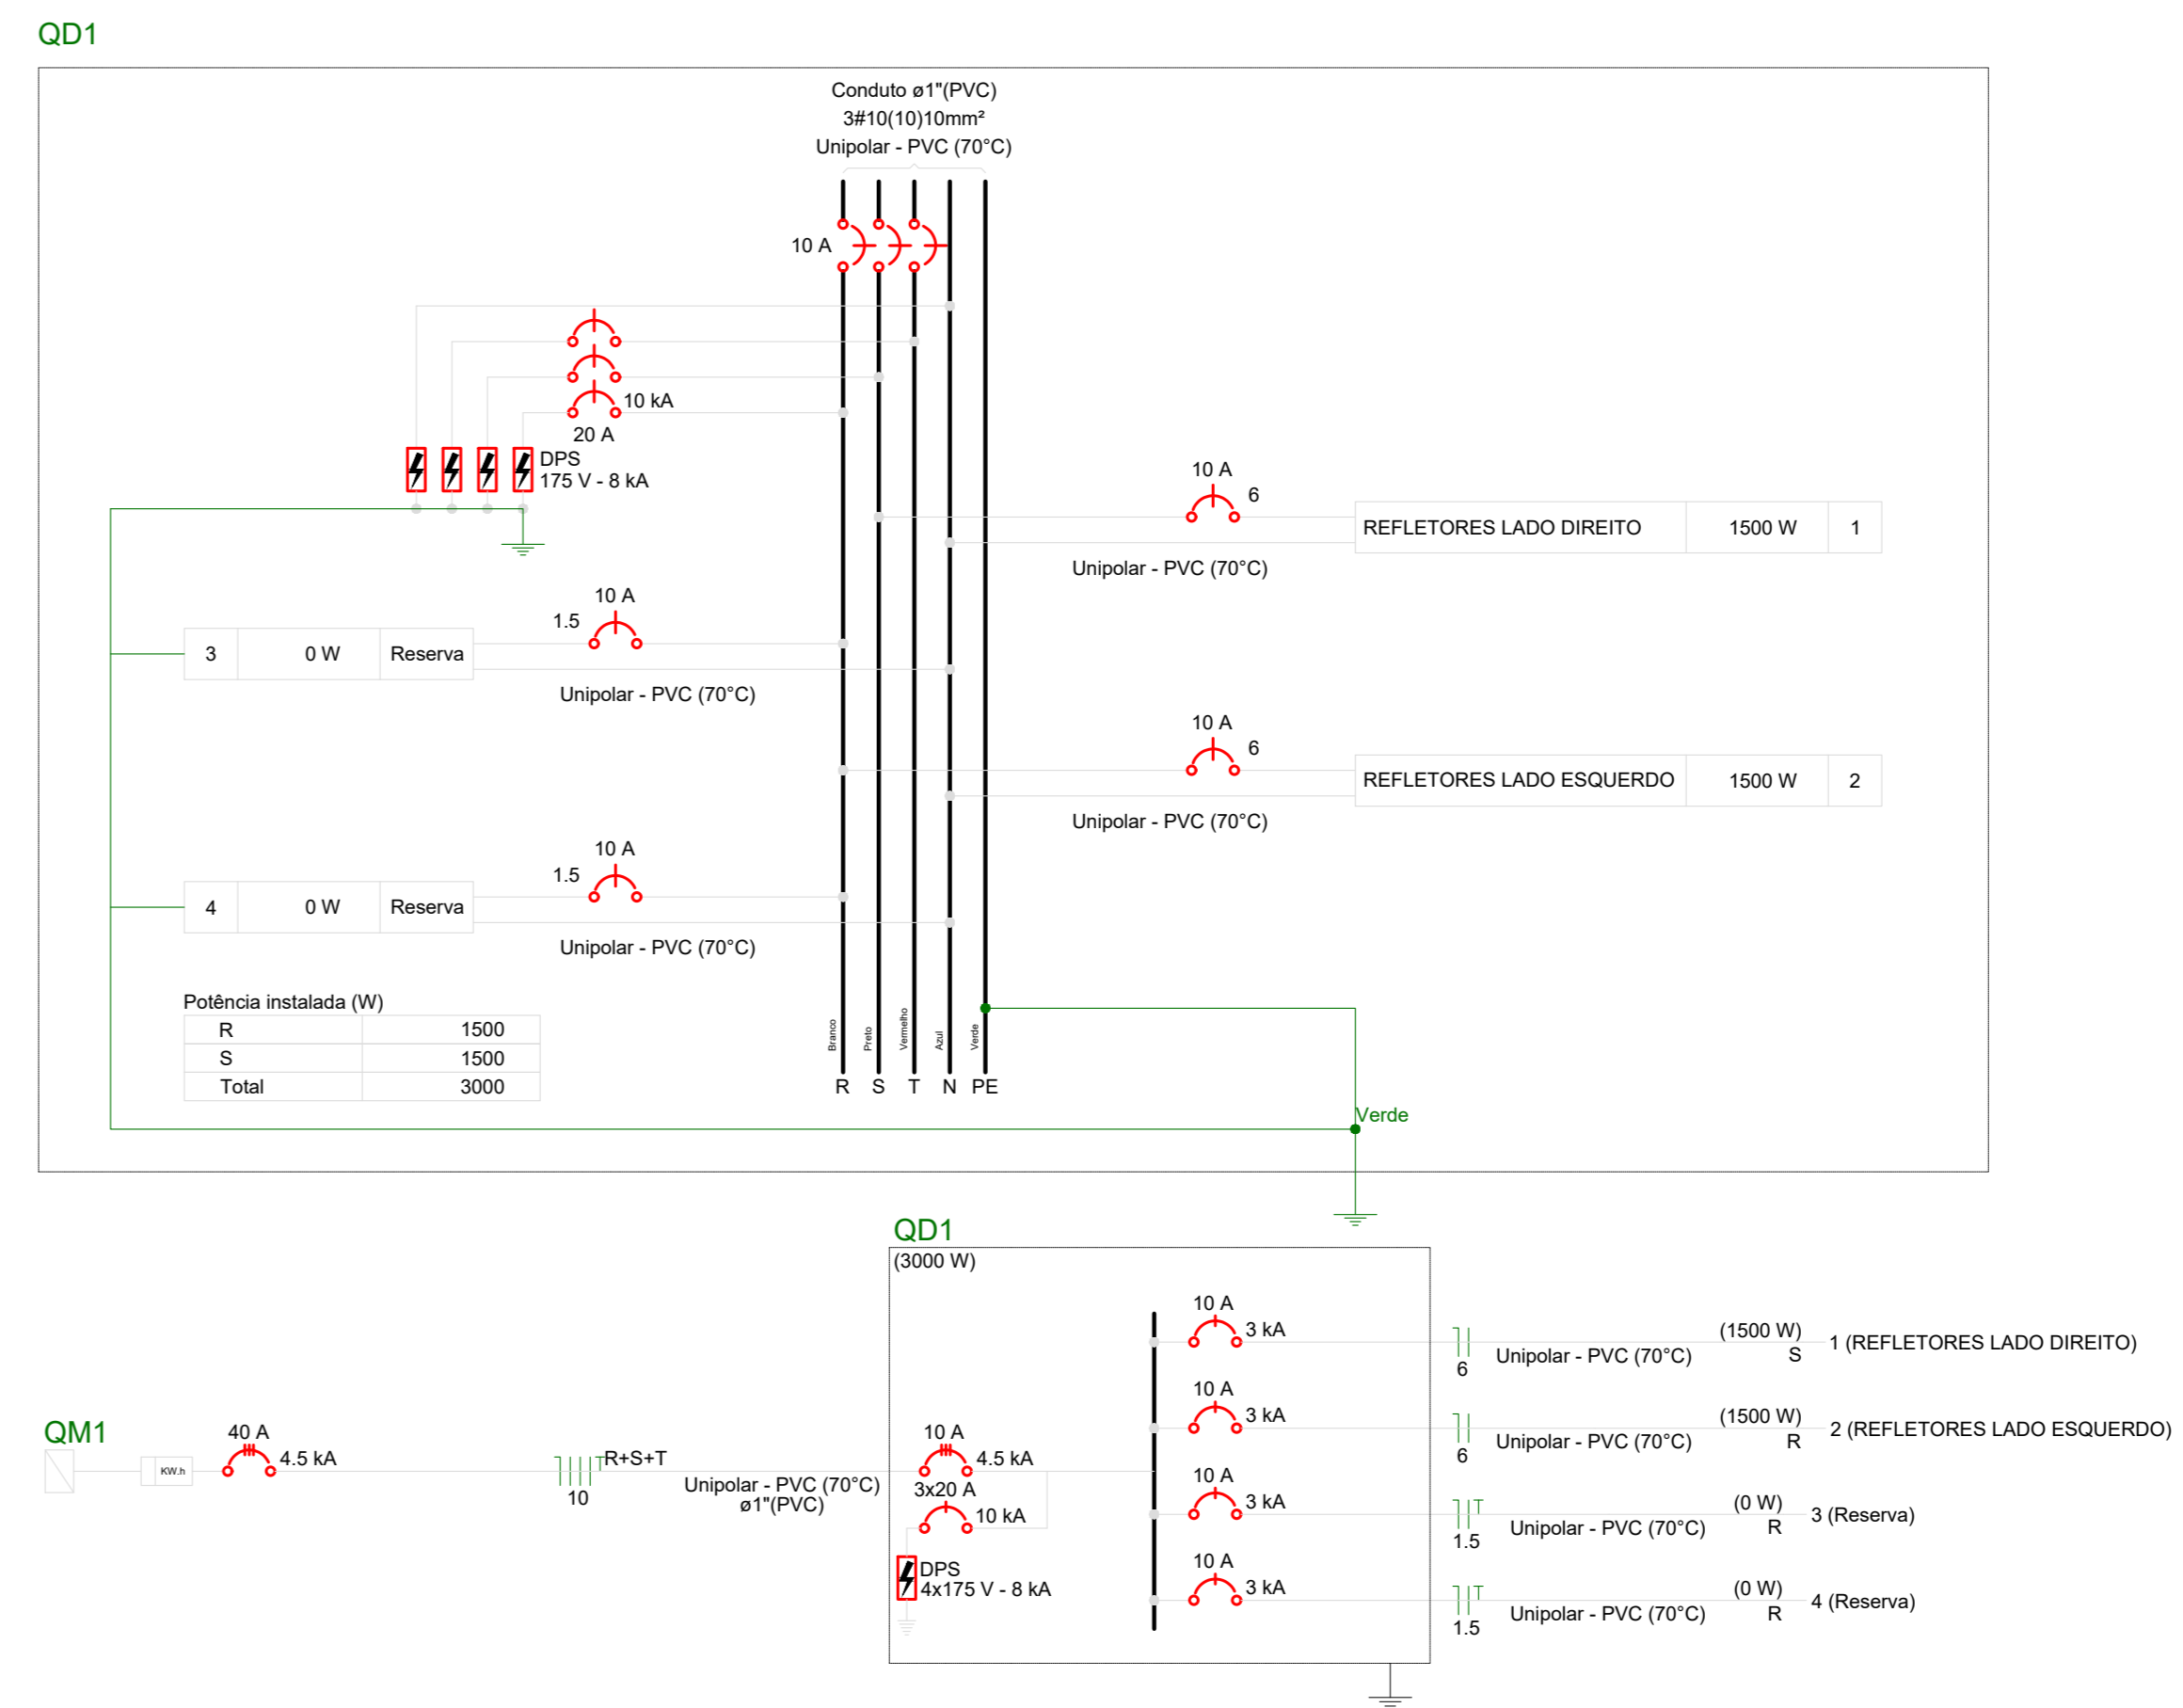 QD1
Conduto ø1"(PVC)
3#10(10)10mm²
Unipolar - PVC (70°C)
10 A
10 kA
20 A
DPS
175 V - 8 kA
10 A
6
REFLETORES LADO DIREITO 1500 W 1
Unipolar - PVC (70°C)
10 A
1.5
3 0 W Reserva
Unipolar - PVC (70°C)
10 A
6
REFLETORES LADO ESQUERDO 1500 W 2
Unipolar - PVC (70°C)
10 A
1.5
4 0 W Reserva
Unipolar - PVC (70°C)
Potência instalada (W)
R 1500
S 1500
Total 3000
Branco
Preto
Vermelho
Azul
Verde
R S T N PE
Verde
QD1
(3000 W)
10 A
3 kA
(1500 W)
1 (REFLETORES LADO DIREITO)
6
Unipolar - PVC (70°C)
S
10 A
3 kA
(1500 W)
2 (REFLETORES LADO ESQUERDO)
6
Unipolar - PVC (70°C)
R
QM1
KW.h
40 A
4.5 kA
T
R+S+T
10
Unipolar - PVC (70°C)
ø1"(PVC)
10 A
4.5 kA
3x20 A
10 kA
DPS
4x175 V - 8 kA
10 A
3 kA
T
(0 W)
3 (Reserva)
1.5
Unipolar - PVC (70°C)
R
10 A
3 kA
T
(0 W)
4 (Reserva)
1.5
Unipolar - PVC (70°C)
R